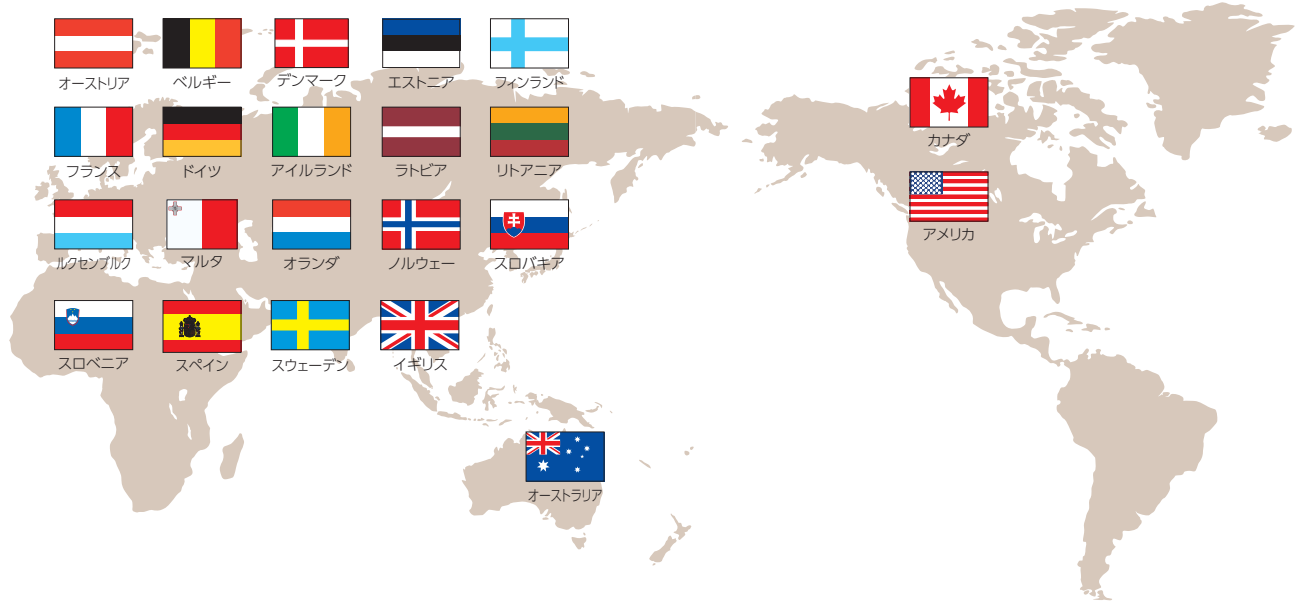 オーストリア
ベルギー
デンマーク
エストニア
フィンランド
カナダ
フランス
ドイツ
アイルランド
ラトビア
リトアニア
アメリカ
ルクセンブルク
マルタ
オランダ
ノルウェー
スロバキア
スロベニア
スペイン
スウェーデン
イギリス
オーストラリア